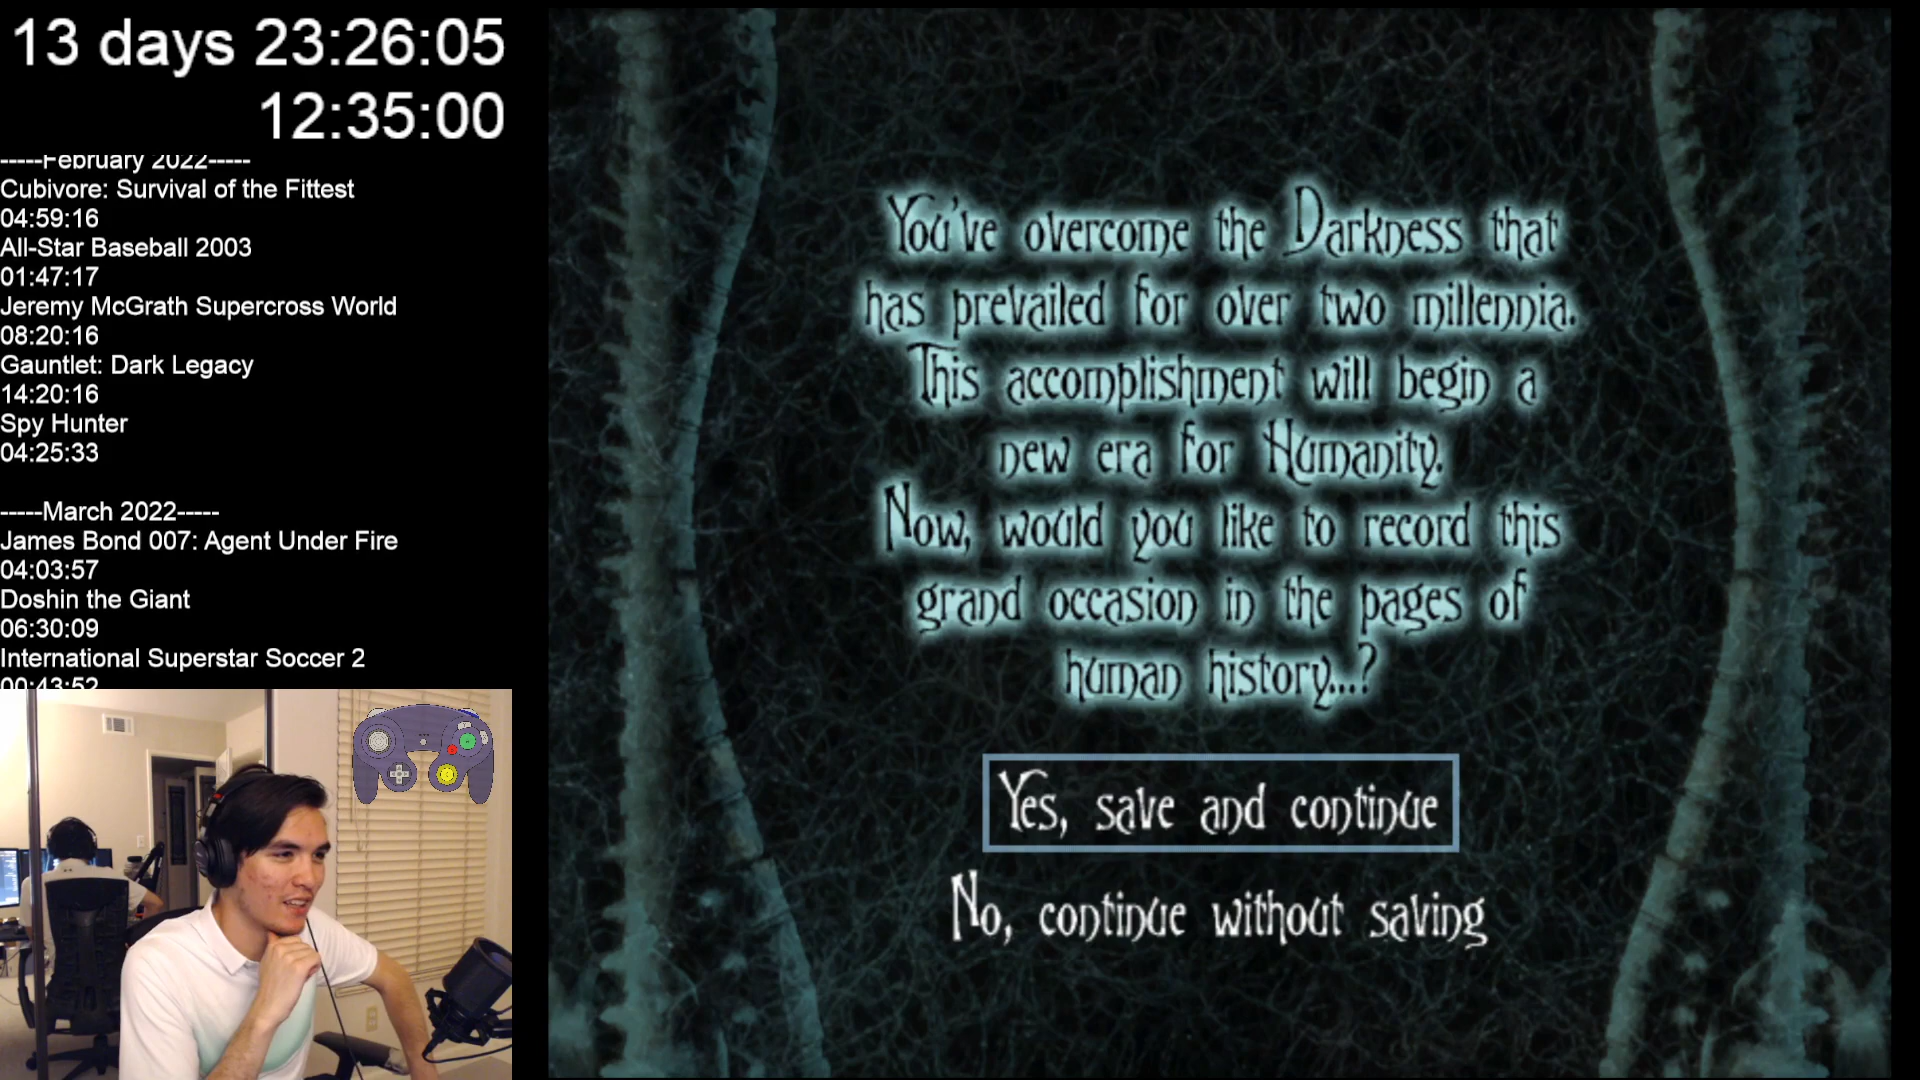 13 days 23:26:05
12:35:00
-----February 2022-----
Cubivore: Survival of the Fittest
04:59:16
All-Star Baseball 2003
01:47:17
Jeremy McGrath Supercross World
08:20:16
Gauntlet: Dark Legacy
14:20:16
Spy Hunter
04:25:33
-----March 2022-----
James Bond 007: Agent Under Fire
04:03:57
Doshin the Giant
06:30:09
International Superstar Soccer 2
00:43:52
You've overcome the Darkness that
has prevailed for over two millennia.
This accomplishment will begin a
new era for Humanity.
Now, would you like to record this
grand occasion in the pages of
human history...?
Yes, save and continue
No, continue without saving